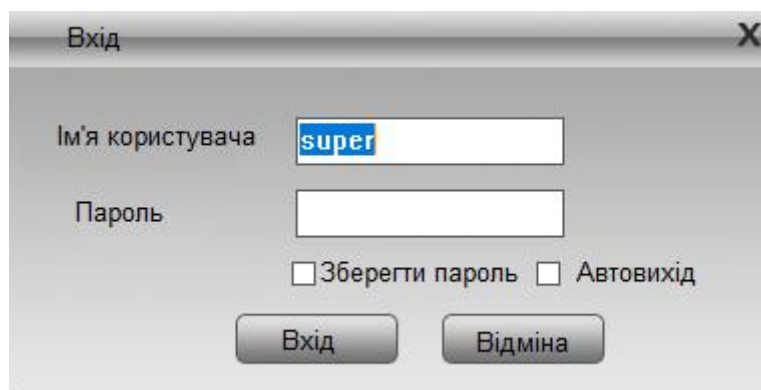 Вхід X
Ім'я користувача super
Пароль
Зберегти пароль Автовихід
Вхід Відміна